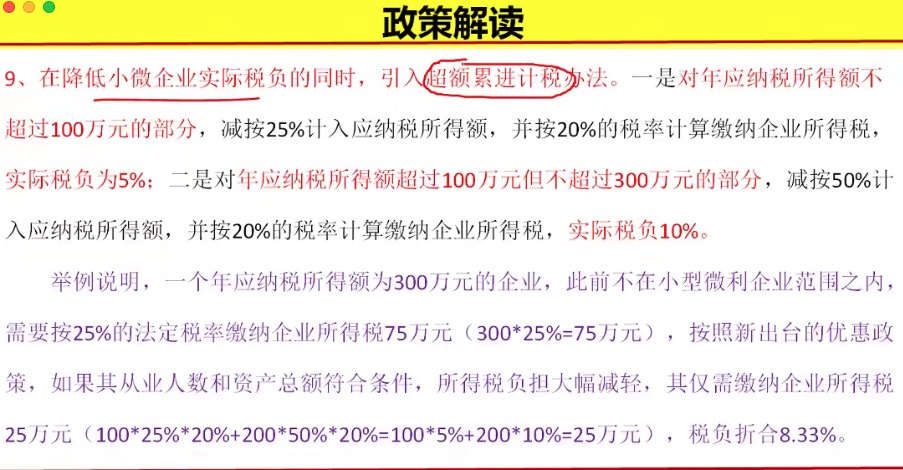 政策解读
9、在降低小微企业实际税负的同时，引入超额累进计税办法。一是对年应纳税所得额不
超过100万元的部分，减按25%计入应纳税所得额，并按20%的税率计算缴纳企业所得税，
实际税负为5%；二是对年应纳税所得额超过100万元但不超过300万元的部分，减按50%计
入应纳税所得额，并按20%的税率计算缴纳企业所得税，实际税负10%。
举例说明，一个年应纳税所得额为300万元的企业，此前不在小型微利企业范围之内，
需要按25%的法定税率缴纳企业所得税75万元（300*25%=75万元），按照新出台的优惠政
策，如果其从业人数和资产总额符合条件，所得税负担大幅减轻，其仅需缴纳企业所得税
25万元（100*25%*20%+200*50%*20%=100*5%+200*10%=25万元），税负折合8.33%。